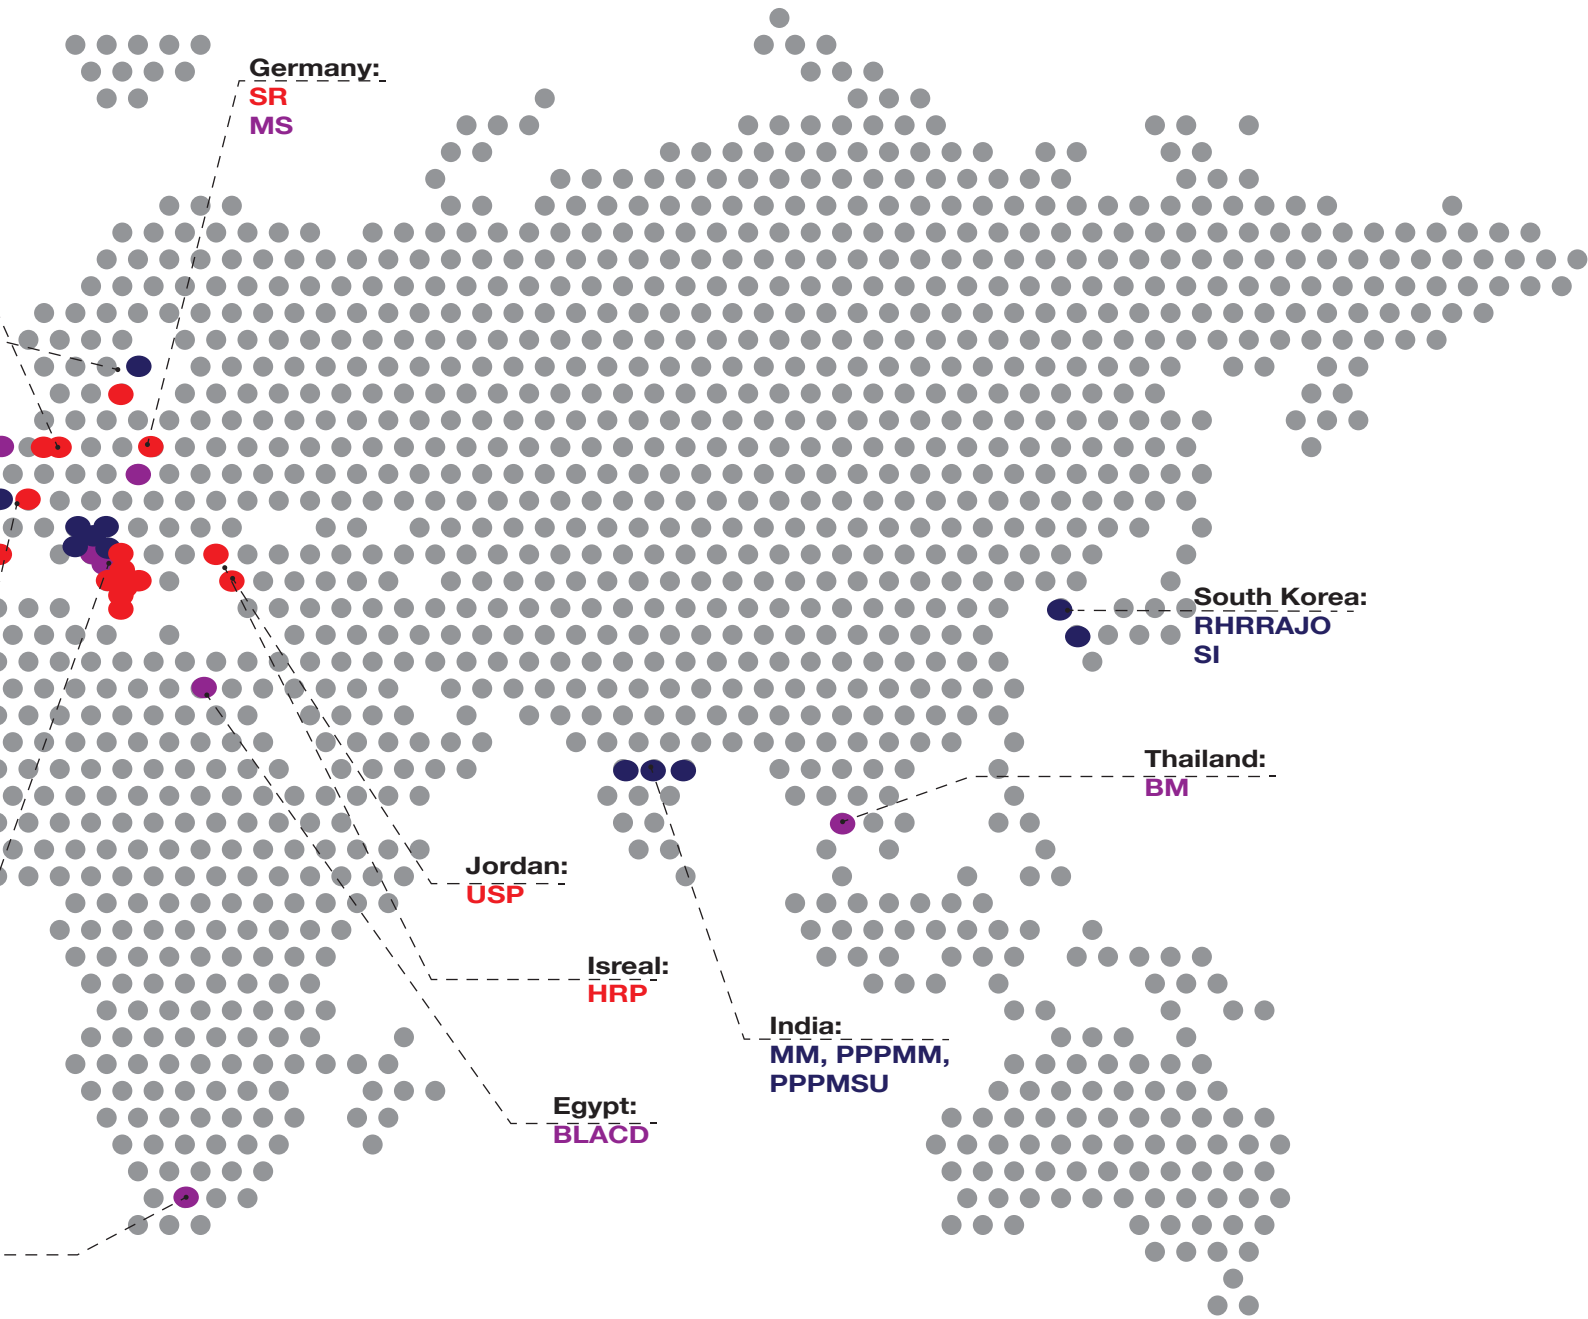 Germany:
SR
MS
South Korea:
RHRRAJO
SI
Thailand:
BM
Jordan:
USP
Isreal:
HRP
India:
MM, PPPMM,
PPPMSU
Egypt:
BLACD